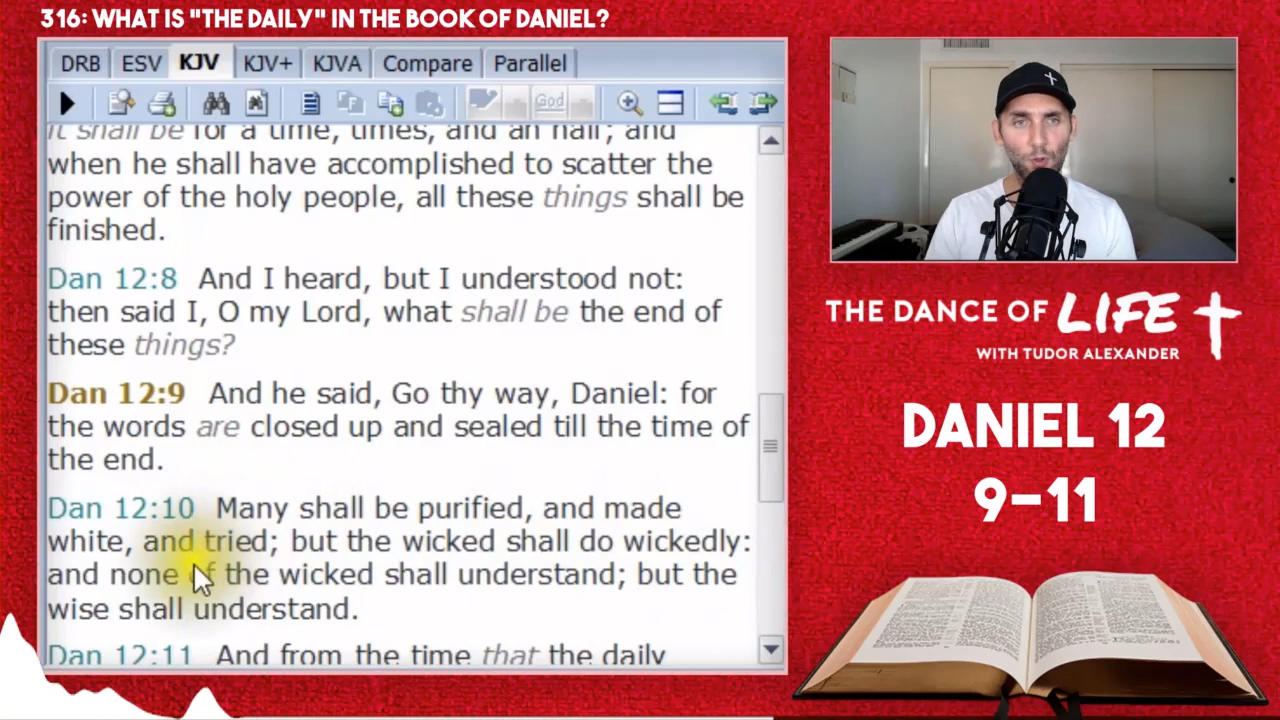 316: WHAT IS "THE DAILY" IN THE BOOK OF DANIEL?
DRB ESV KJV KJV+ KJVA Compare Parallel
God
it shall be for a time, times, and an half; and
when he shall have accomplished to scatter the
power of the holy people, all these things shall be
finished.
Dan 12:8 And I heard, but I understood not:
then said I, O my Lord, what shall be the end of
these things?
Dan 12:9 And he said, Go thy way, Daniel: for
the words are closed up and sealed till the time of
the end.
Dan 12:10 Many shall be purified, and made
white, and tried; but the wicked shall do wickedly:
and none of the wicked shall understand; but the
wise shall understand.
Dan 12:11 And from the time that the daily
THE DANCE OF LIFE
WITH TUDOR ALEXANDER
DANIEL 12
9-11